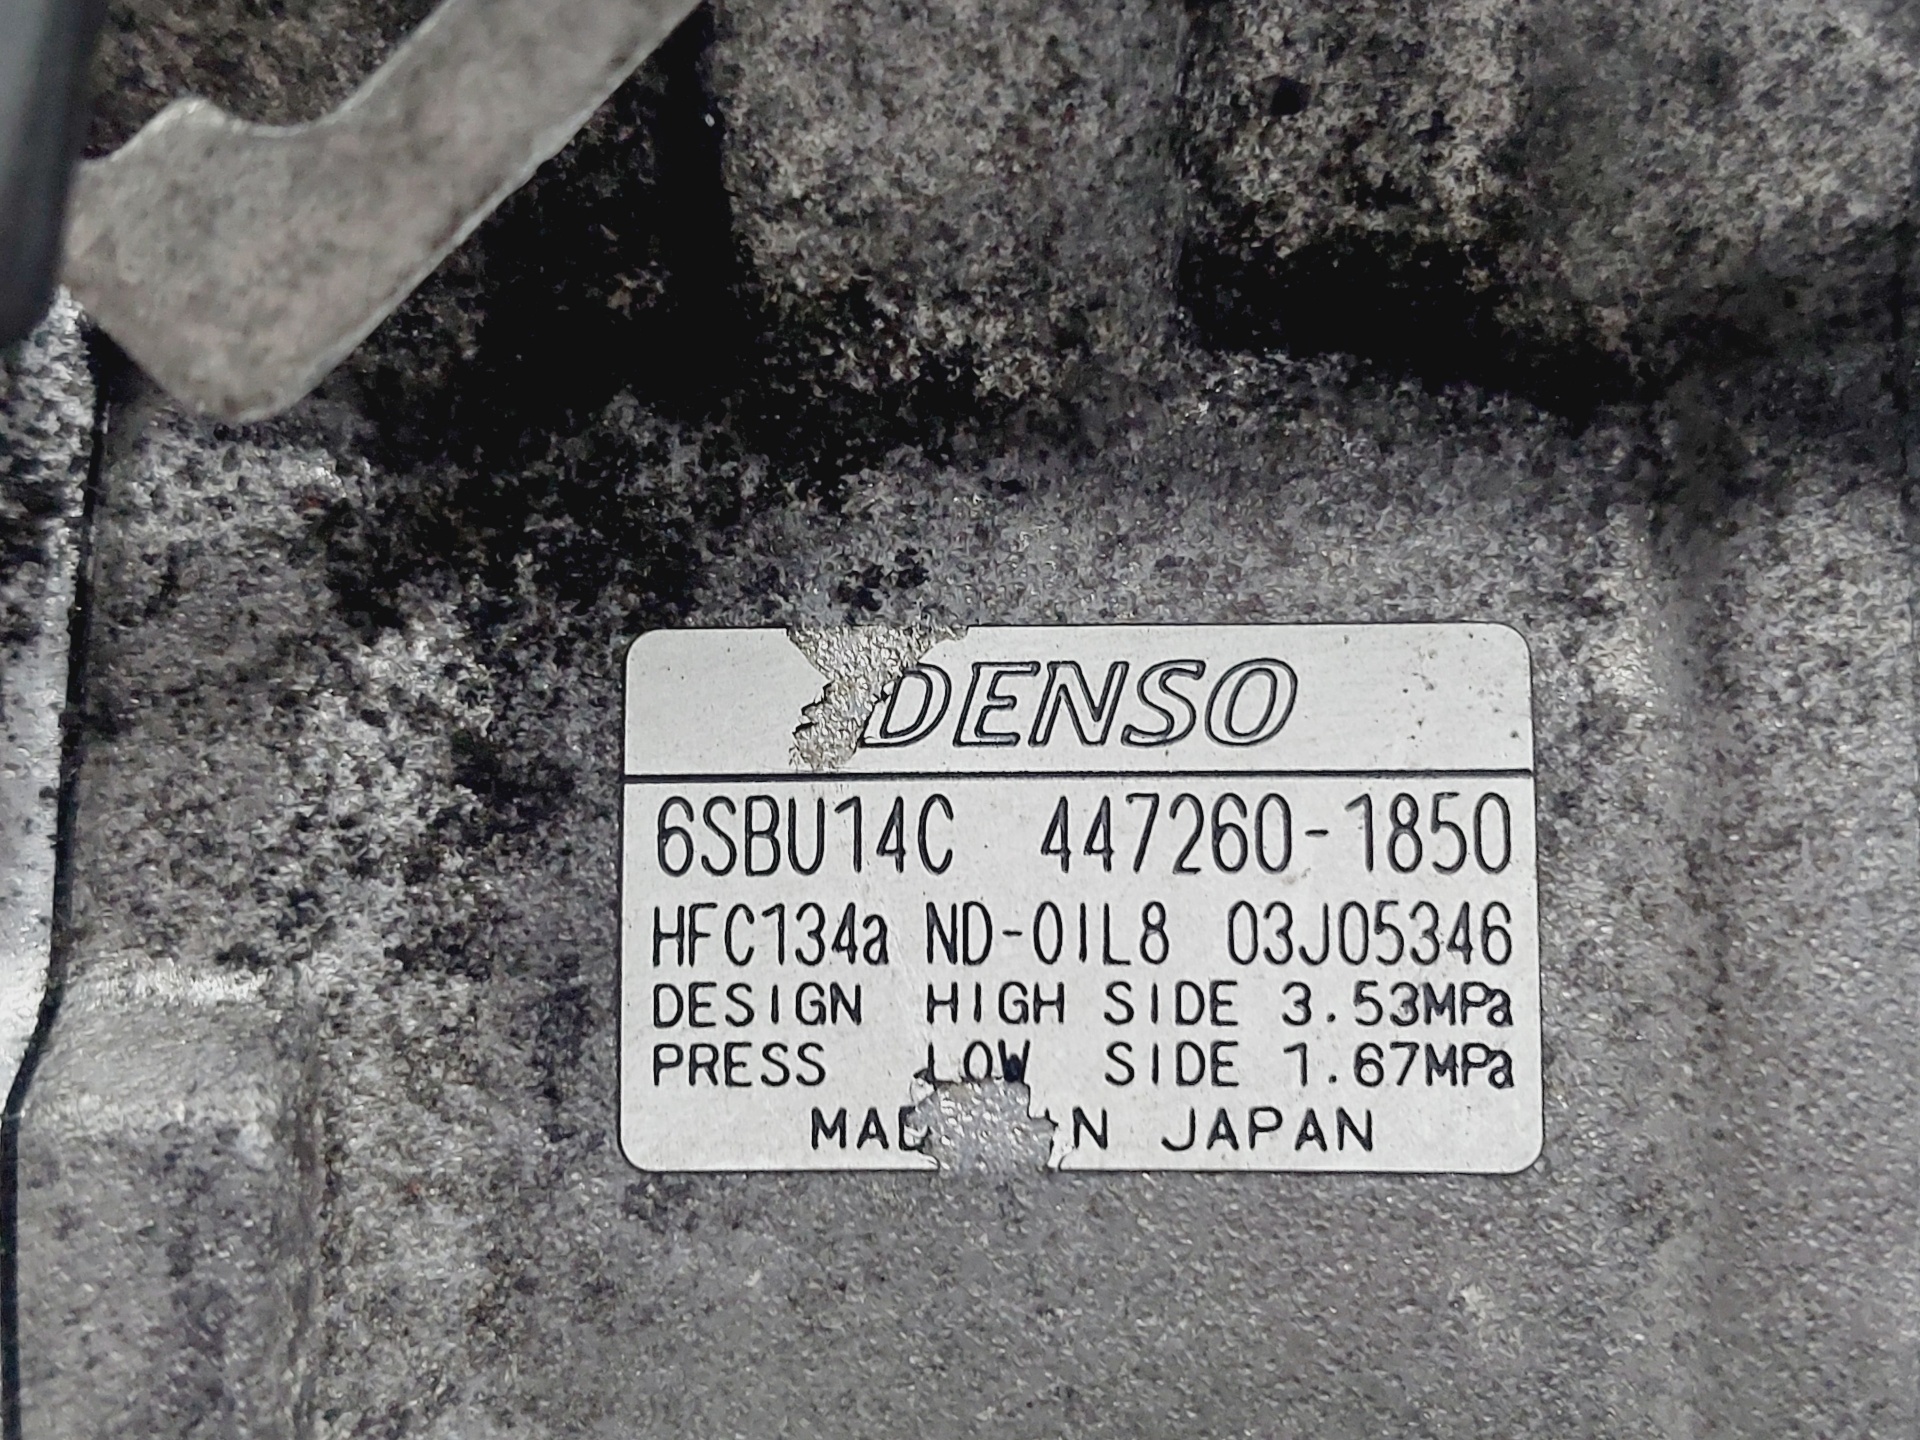 DENSO
6SBU14C 447260-1850
HFC134a ND-OIL8 03J05346
DESIGN HIGH SIDE 3.53MPa
PRESS LOW SIDE 1.67MPa
JAPAN